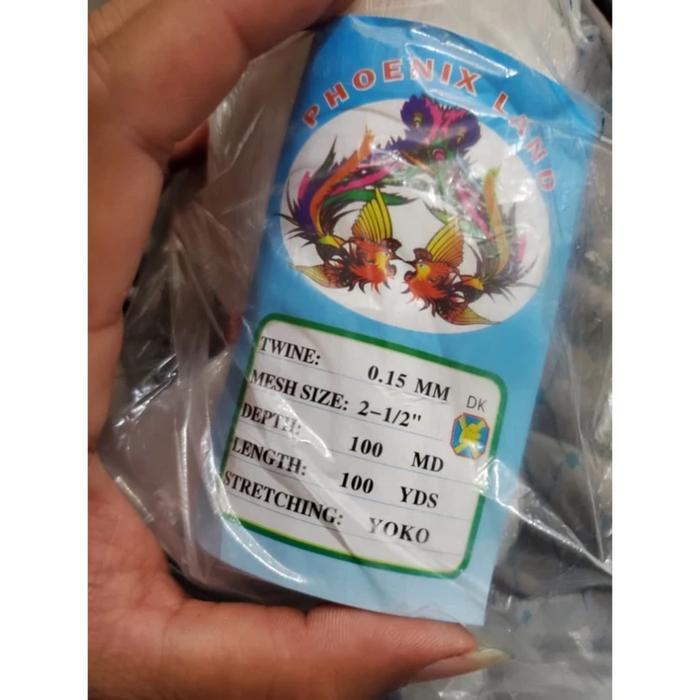 PHOENIX LAND
TWINE: 0.15 MM
DK
MESH SIZE: 2-1/2"
DEPTH: 100 MD
LENGTH: 100 YDS
STRETCHING: YOKO